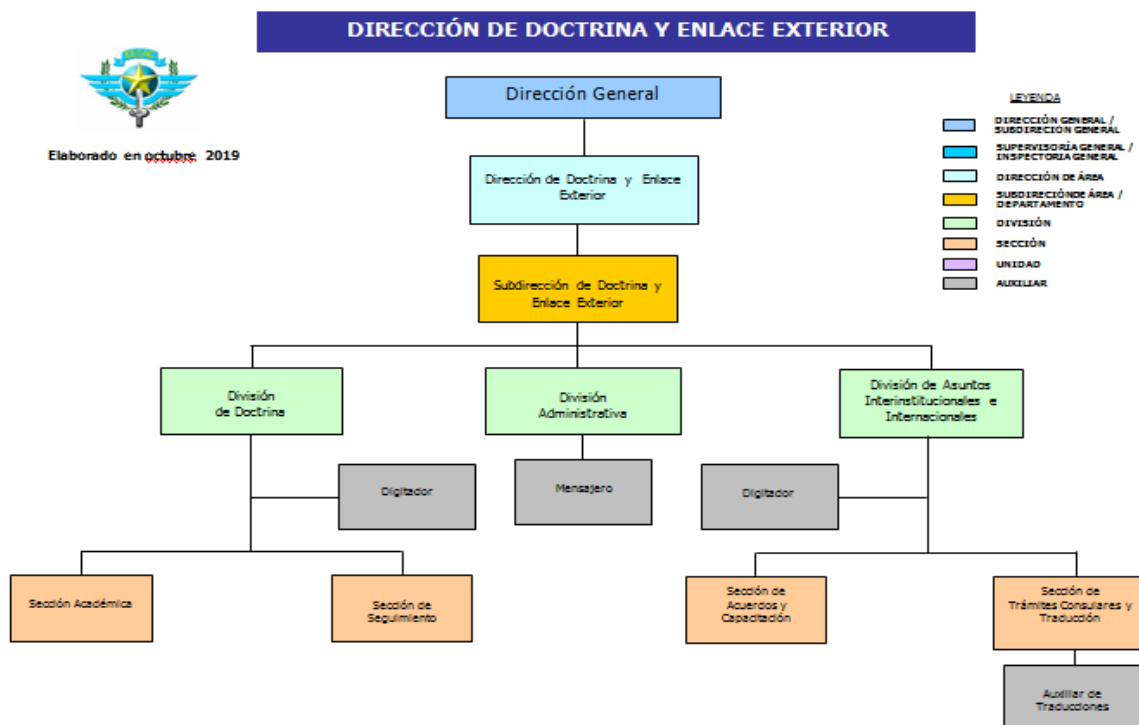 DIRECCIÓN DE DOCTRINA Y ENLACE EXTERIOR
Elaborado en octubre 2019
Dirección General
LEYENDA
DIRECCIÓN GENERAL /
SUBDIRECIÓN GENERAL
SUPERVISORÍA GENERAL /
INSPECTORIA GENERAL
DIRECCIÓN DE ÁREA
SUBDIRECIÓN DE ÁREA /
DEPARTAMENTO
DIVISIÓN
SECCIÓN
UNIDAD
AUXILIAR
Dirección de Doctrina y Enlace
Exterior
Subdirección de Doctrina y
Enlace Exterior
División
de Doctrina
División
Administrativa
División de Asuntos
Interinstitucionales e
Internacionales
Digitador
Mensajero
Digitador
Sección Académica
Sección de
Seguimiento
Sección de
Acuerdos y
Capacitación
Sección de
Trámites Consulares y
Traducción
Auxiliar de
Traducciones